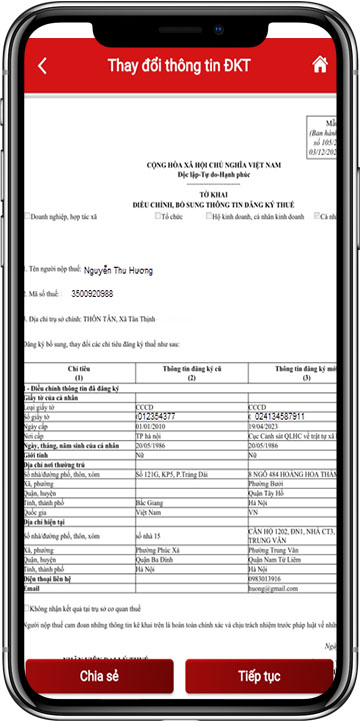 Thay đổi thông tin ĐKT
Mẫ
(Ban hành
số 105/2
03/12/202
CỘNG HÒA XÃ HỘI CHỦ NGHĨA VIỆT NAM
Độc lập-Tự do-Hạnh phúc
TỜ KHAI
ĐIỀU CHỈNH, BỔ SUNG THÔNG TIN ĐĂNG KÝ THUẾ
Doanh nghiệp, hợp tác xã Tổ chức Hộ kinh doanh, cá nhân kinh doanh Cá nh
1. Tên người nộp thuế: Nguyễn Thu Hương
2. Mã số thuế: 3500920988
3. Địa chỉ trụ sở chính: THÔN TÂN, Xã Tân Thịnh
Đăng ký bổ sung, thay đổi các chỉ tiêu đăng ký thuế như sau:
Chỉ tiêu Thông tin đăng ký cũ Thông tin đăng ký mới
(1) (2) (3)
I - Điều chỉnh thông tin đã đăng ký
Giấy tờ của cá nhân
Loại giấy tờ CCCD CCCD
Số giấy tờ 012354377 024134587911
Ngày cấp 01/01/2010 19/04/2023
Nơi cấp TP hà nội Cục Cảnh sát QLHC về trật tự xã
Ngày, tháng, năm sinh của cá nhân 20/05/1986 20/05/1986
Giới tính Nữ Nữ
Địa chỉ nơi thường trú
Số nhà/đường phố, thôn, xóm Số 121G, KP5, P.Trảng Dài 8 NGÕ 484 HOÀNG HOA THÁM
Xã, phường Phường Bưởi
Quận, huyện Quận Tây Hồ
Tỉnh, thành phố Bắc Giang Hà Nội
Quốc gia Việt Nam VN
Địa chỉ hiện tại
Số nhà/đường phố, thôn, xóm số nhà 15 CĂN HỘ 1202, ĐN1, NHÀ CT3,
TRUNG VĂN
Xã, phường Phường Phúc Xá Phường Trung Văn
Quận, huyện Quận Ba Đình Quận Nam Từ Liêm
Tỉnh, thành phố Hà Nội Hà Nội
Điện thoại liên hệ 0983013916
Email huong@gmail.com
Không nhận kết quả tại trụ sở cơ quan thuế
Người nộp thuế cam đoan những thông tin kê khai trên là hoàn toàn chính xác và chịu trách nhiệm trước pháp luật về nhữ
Ngà
Chia sẻ Tiếp tục